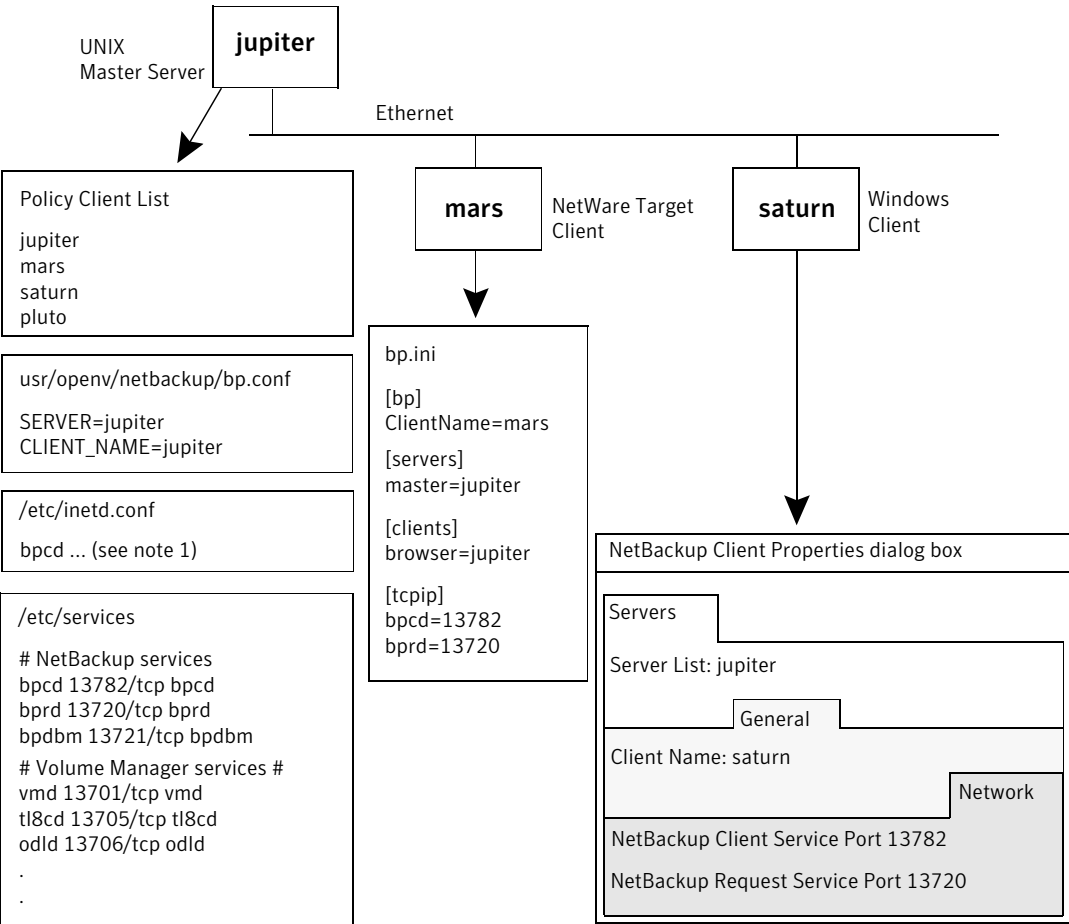 jupiter
UNIX
Master Server
Ethernet
Policy Client List
jupiter
mars
saturn
pluto
usr/openv/netbackup/bp.conf
SERVER=jupiter
CLIENT_NAME=jupiter
/etc/inetd.conf
bpcd ... (see note 1)
/etc/services
# NetBackup services
bpcd 13782/tcp bpcd
bprd 13720/tcp bprd
bpdbm 13721/tcp bpdbm
# Volume Manager services #
vmd 13701/tcp vmd
tl8cd 13705/tcp tl8cd
odld 13706/tcp odld
.
.
mars
NetWare Target
Client
bp.ini
[bp]
ClientName=mars
[servers]
master=jupiter
[clients]
browser=jupiter
[tcpip]
bpcd=13782
bprd=13720
saturn
Windows
Client
NetBackup Client Properties dialog box
Servers
Server List: jupiter
General
Client Name: saturn
Network
NetBackup Client Service Port 13782
NetBackup Request Service Port 13720